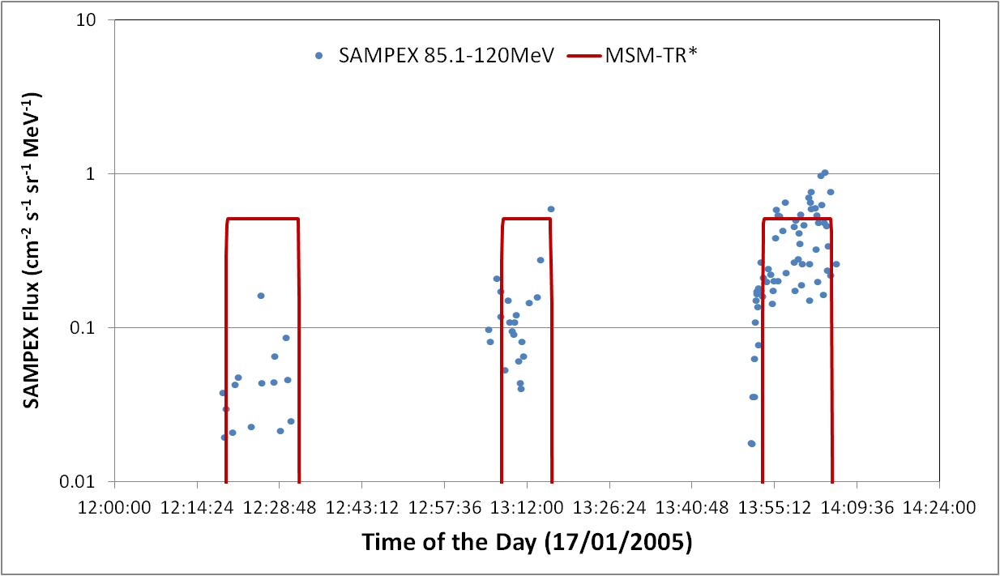 10
SAMPEX 85.1-120MeV MSM-TR*
1
0.1
0.01
SAMPEX Flux (cm-2 s-1 sr-1 MeV-1)
12:00:00 12:14:24 12:28:48 12:43:12 12:57:36 13:12:00 13:26:24 13:40:48 13:55:12 14:09:36 14:24:00
Time of the Day (17/01/2005)